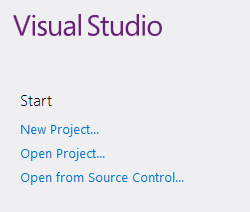 Visual Studio
Start
New Project...
Open Project...
Open from Source Control...